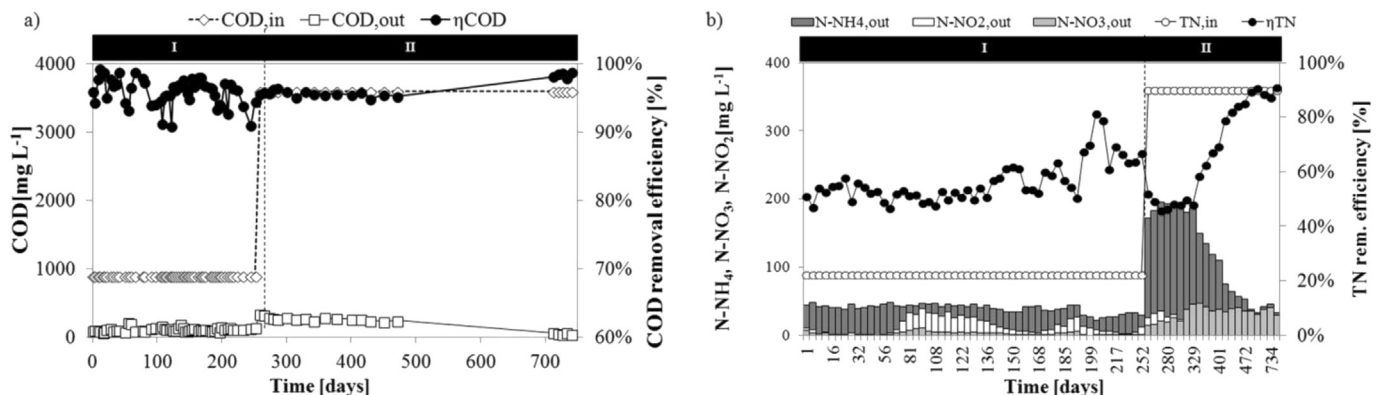 a)
COD,in COD,out ηCOD
I II
4000
3000
2000
1000
0
COD[mg L-1]
100%
90%
80%
70%
60%
COD removal efficiency [%]
0 100 200 300 400 500 600 700
Time [days]
b)
N-NH4,out N-NO2,out N-NO3,out TN,in ηTN
I II
400
300
200
100
0
N-NH4, N-NO3, N-NO2[mg L-1]
100%
80%
60%
40%
20%
0%
TN rem. efficiency [%]
1 16 32 56 81 108 122 136 150 168 185 199 217 252 280 329 401 472 734
Time [days]